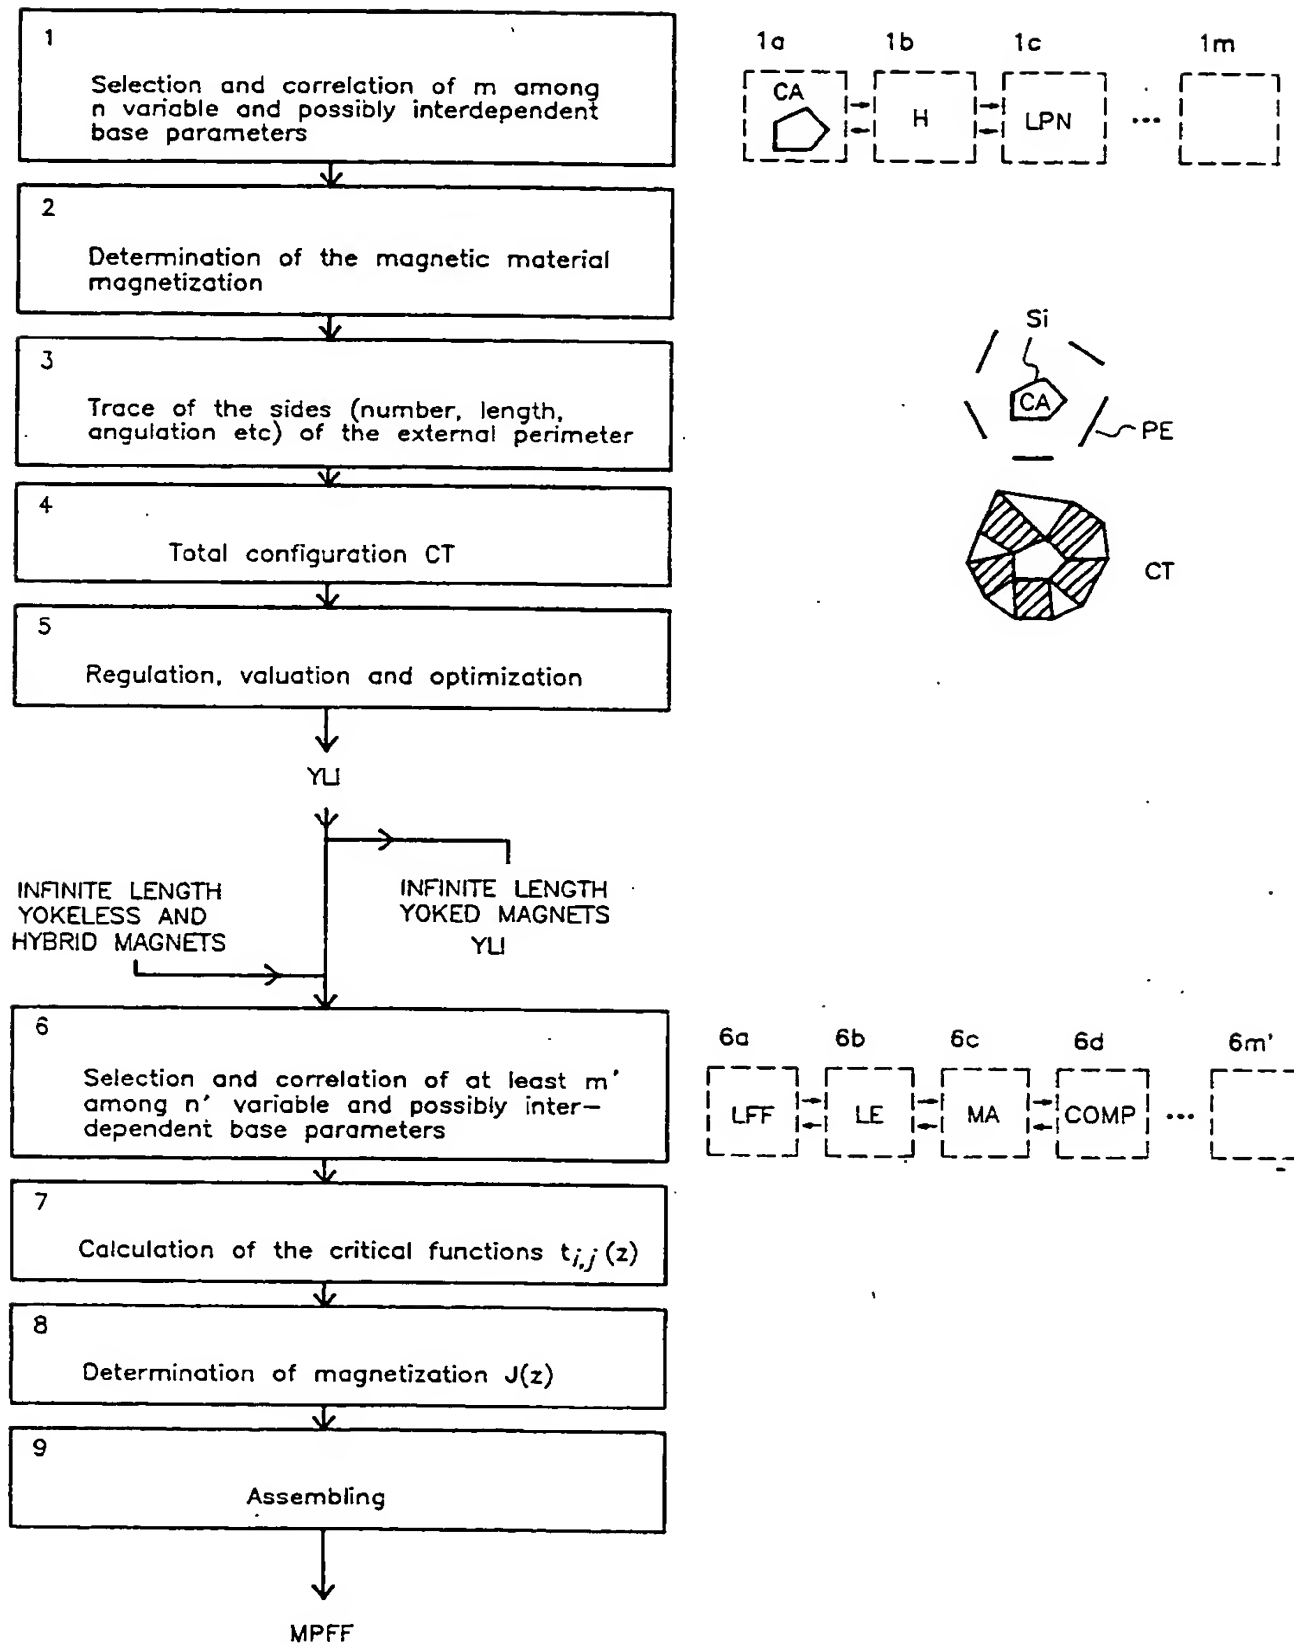 1
Selection and correlation of m among
n variable and possibly interdependent
base parameters
1a 1b 1c 1m
CA H LPN ...
2
Determination of the magnetic material
magnetization
3
Trace of the sides (number, length,
angulation etc) of the external perimeter
Si
CA
PE
4
Total configuration CT
CT
5
Regulation, valuation and optimization
YLI
INFINITE LENGTH
YOKELESS AND
HYBRID MAGNETS
INFINITE LENGTH
YOKED MAGNETS
YLI
6
Selection and correlation of at least m'
among n' variable and possibly inter-
dependent base parameters
6a 6b 6c 6d 6m'
LFF LE MA COMP ...
7
Calculation of the critical functions t i,j (z)
8
Determination of magnetization J(z)
9
Assembling
MPFF